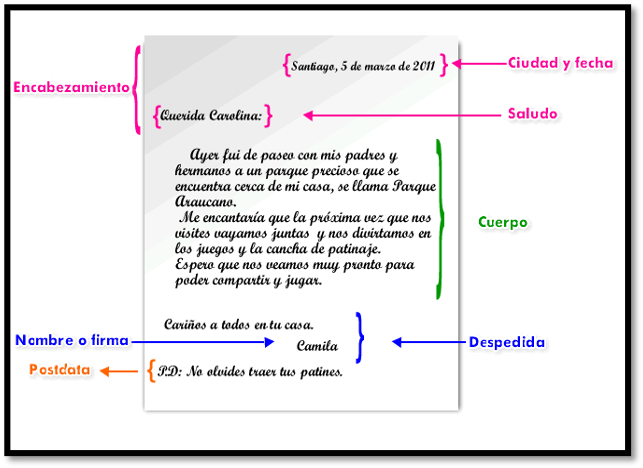 Santiago, 5 de marzo de 2011
Ciudad y fecha
Encabezamiento
Querida Carolina:
Saludo
Ayer fui de paseo con mis padres y
hermanos a un parque precioso que se
encuentra cerca de mi casa, se llama Parque
Araucano.
Me encantaría que la próxima vez que nos
visites vayamos juntas y nos divirtamos en
los juegos y la cancha de patinaje.
Espero que nos veamos muy pronto para
poder compartir y jugar.
Cuerpo
Cariños a todos en tu casa.
Nombre o firma
Camila
Despedida
Postdata
P.D: No olvides traer tus patines.